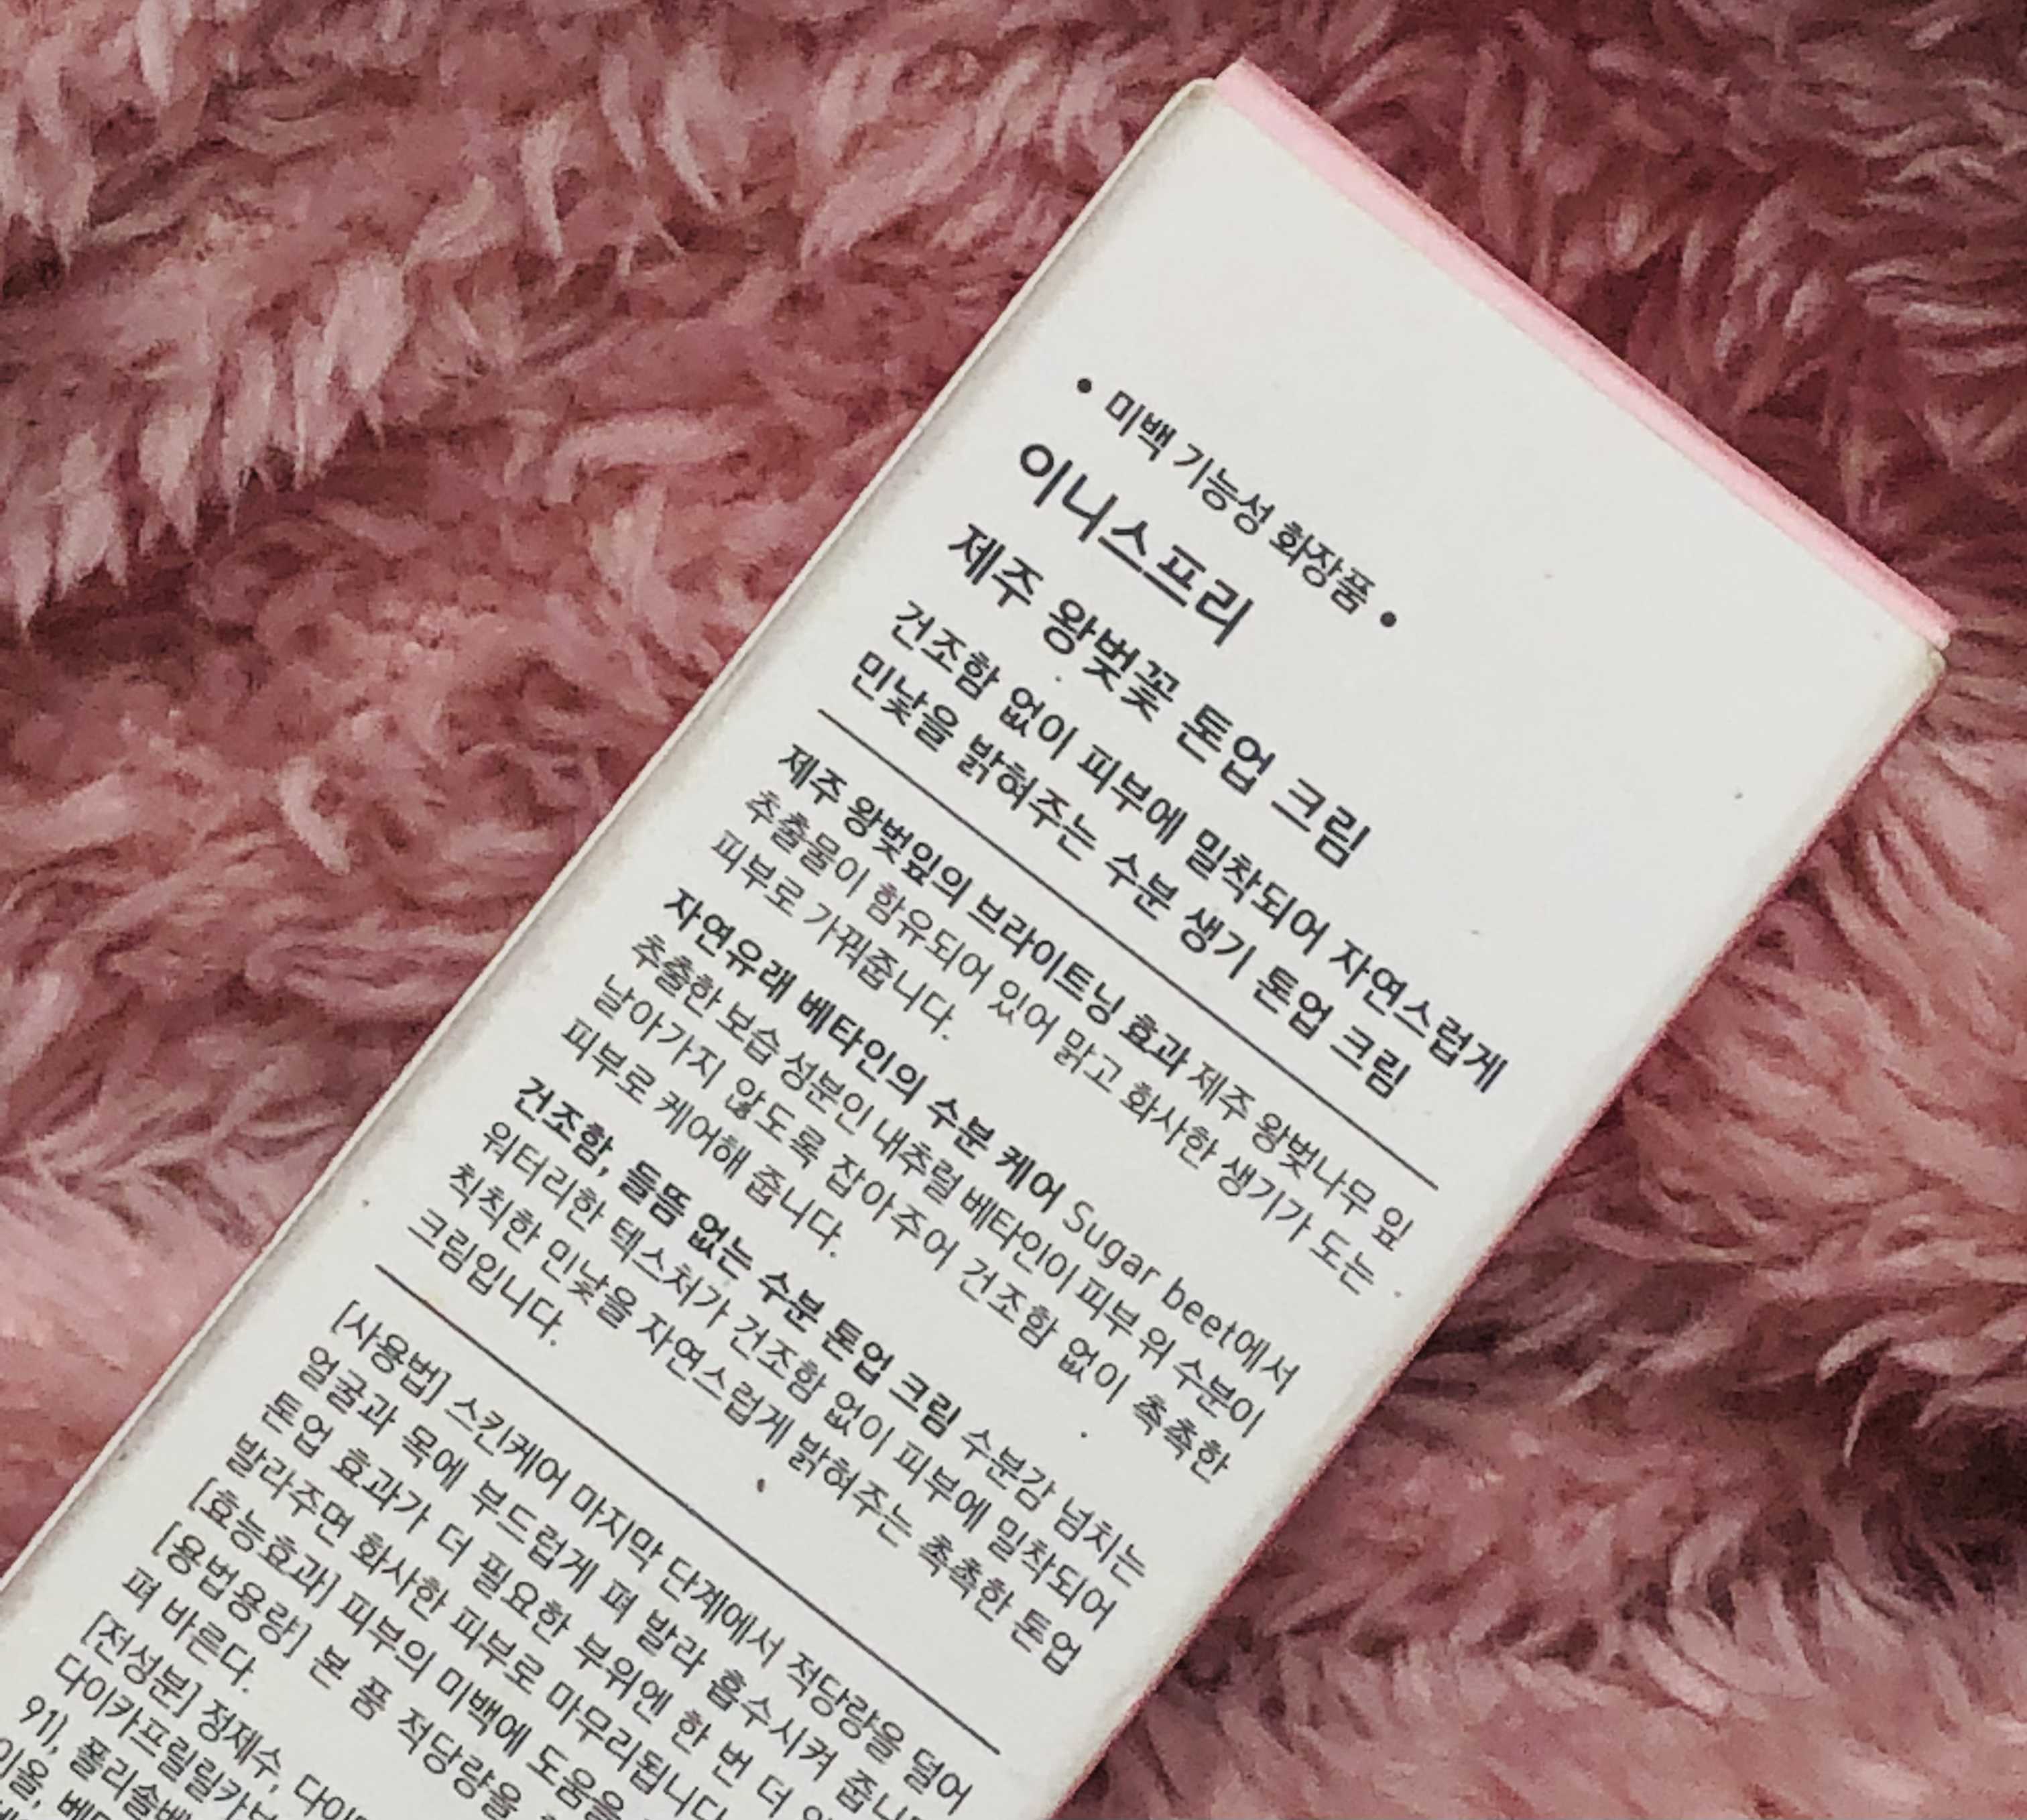 • 미백 기능성 화장품 •
이니스프리
제주 왕벚꽃 톤업 크림
건조함 없이 피부에 밀착되어 자연스럽게
민낯을 밝혀주는 수분 생기 톤업 크림
제주 왕벚잎의 브라이트닝 효과 제주 왕벚나무 잎
추출물이 함유되어 있어 맑고 화사한 생기가 도는
피부로 가꿔줍니다.
자연유래 베타인의 수분 케어 Sugar beet에서
추출한 보습 성분인 내추럴 베타인이 피부 위 수분이
날아가지 않도록 잡아주어 건조함 없이 촉촉한
피부로 케어해 줍니다.
건조함, 들뜸 없는 수분 톤업 크림 수분감 넘치는
워터리한 텍스처가 건조함 없이 피부에 밀착되어
칙칙한 민낯을 자연스럽게 밝혀주는 촉촉한 톤업
크림입니다.
[사용법] 스킨케어 마지막 단계에서 적당량을 덜어
얼굴과 목에 부드럽게 펴 발라 흡수시켜 줍니
톤업 효과가 더 필요한 부위엔 한 번 더
발라주면 화사한 피부로 마무리됩니다
[효능효과] 피부의 미백에 도움을
[용법용량] 본 품 적당량을
펴 바른다.
[전성분] 정제수,
다이카프릴릴카
91), 폴리솔베